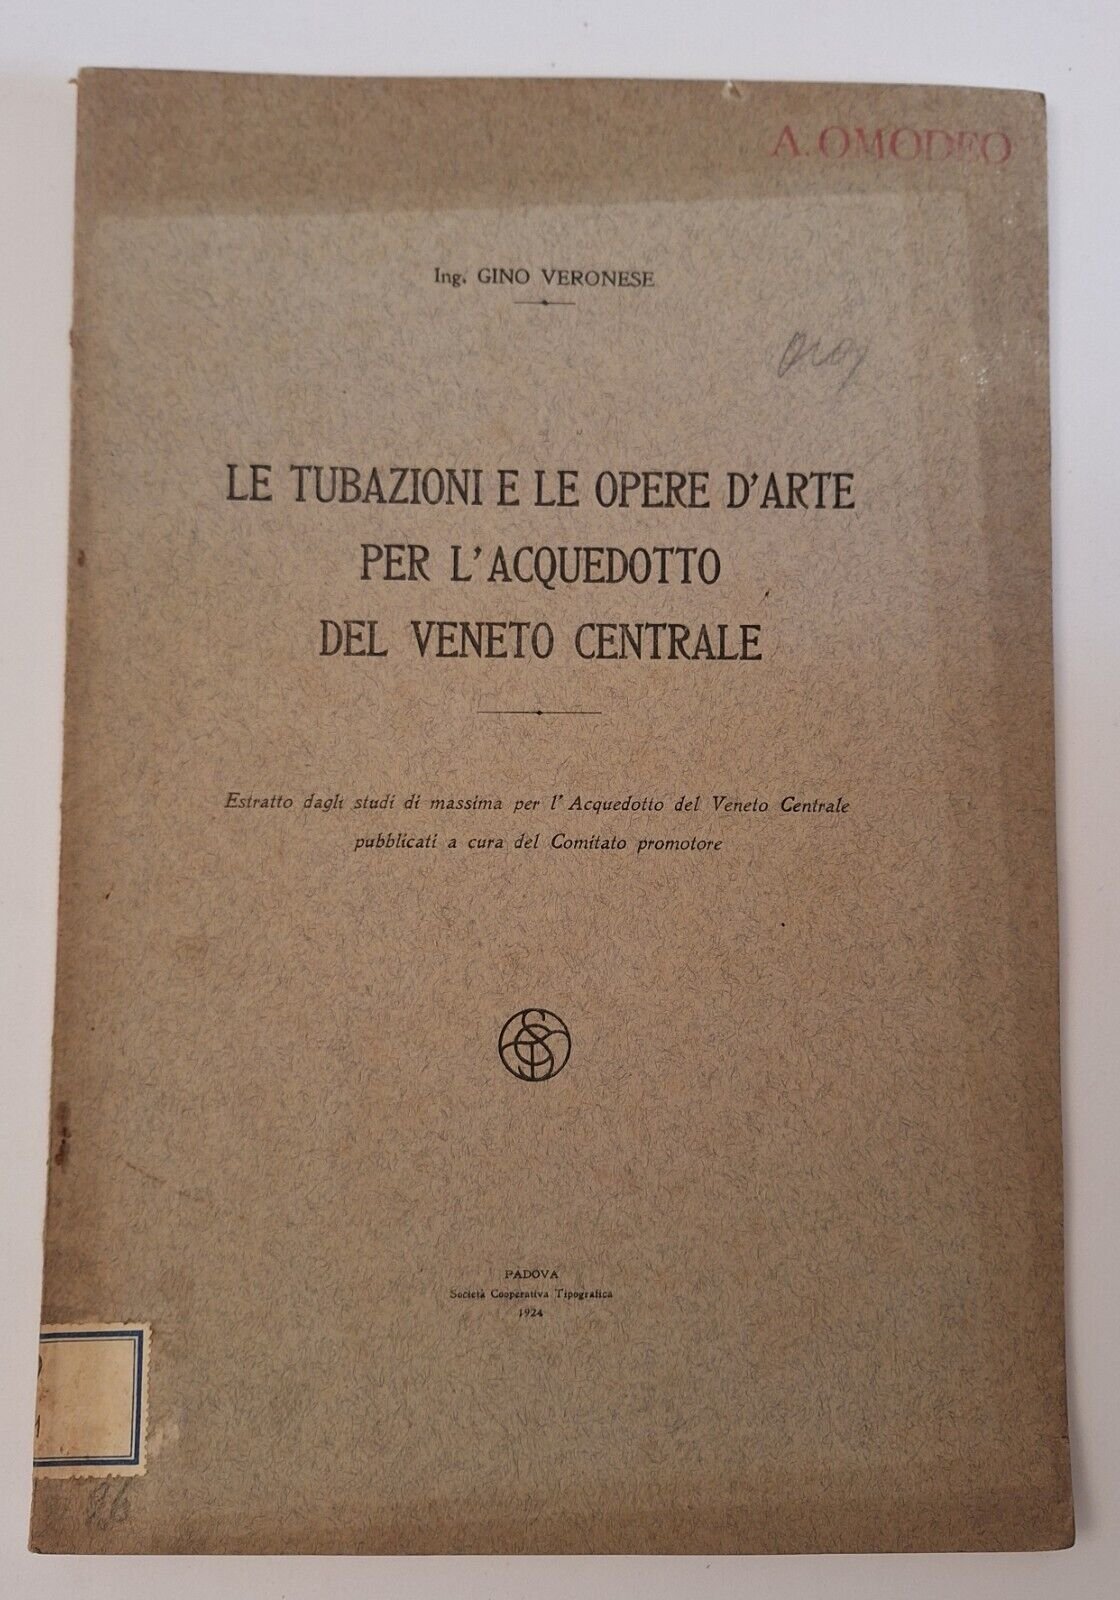 A. OMODEO
Ing. GINO VERONESE
LE TUBAZIONI E LE OPERE D'ARTE
PER L'ACQUEDOTTO
DEL VENETO CENTRALE
Estratto dagli studi di massima per l'Acquedotto del Veneto Centrale
pubblicati a cura del Comitato promotore
PADOVA
Società Cooperativa Tipografica
1924